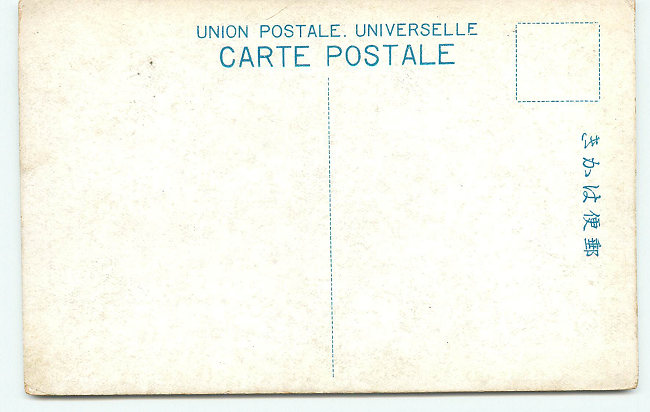 UNION POSTALE. UNIVERSELLE
CARTE POSTALE
郵便はかき